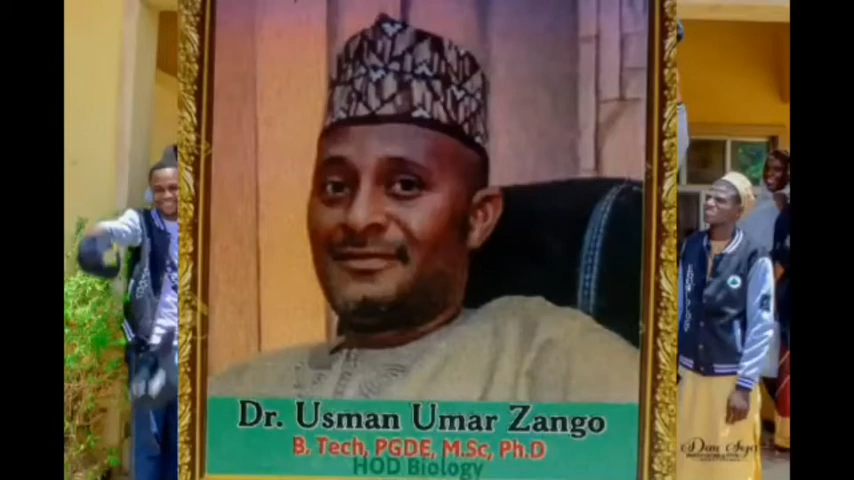 Dr. Usman Umar Zango
B. Tech, PGDE, M.Sc, Ph.D
HOD Biology